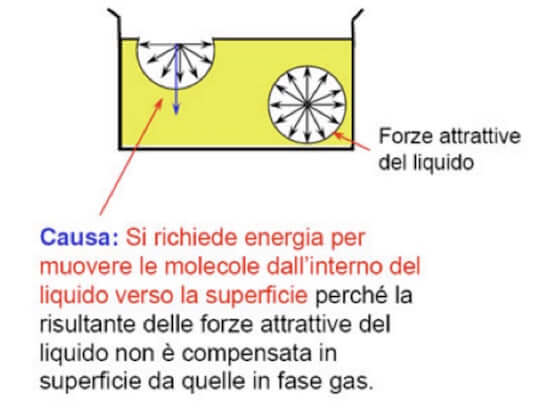 Forze attrattive
del liquido
Causa: Si richiede energia per
muovere le molecole dall'interno del
liquido verso la superficie perché la
risultante delle forze attrattive del
liquido non è compensata in
superficie da quelle in fase gas.